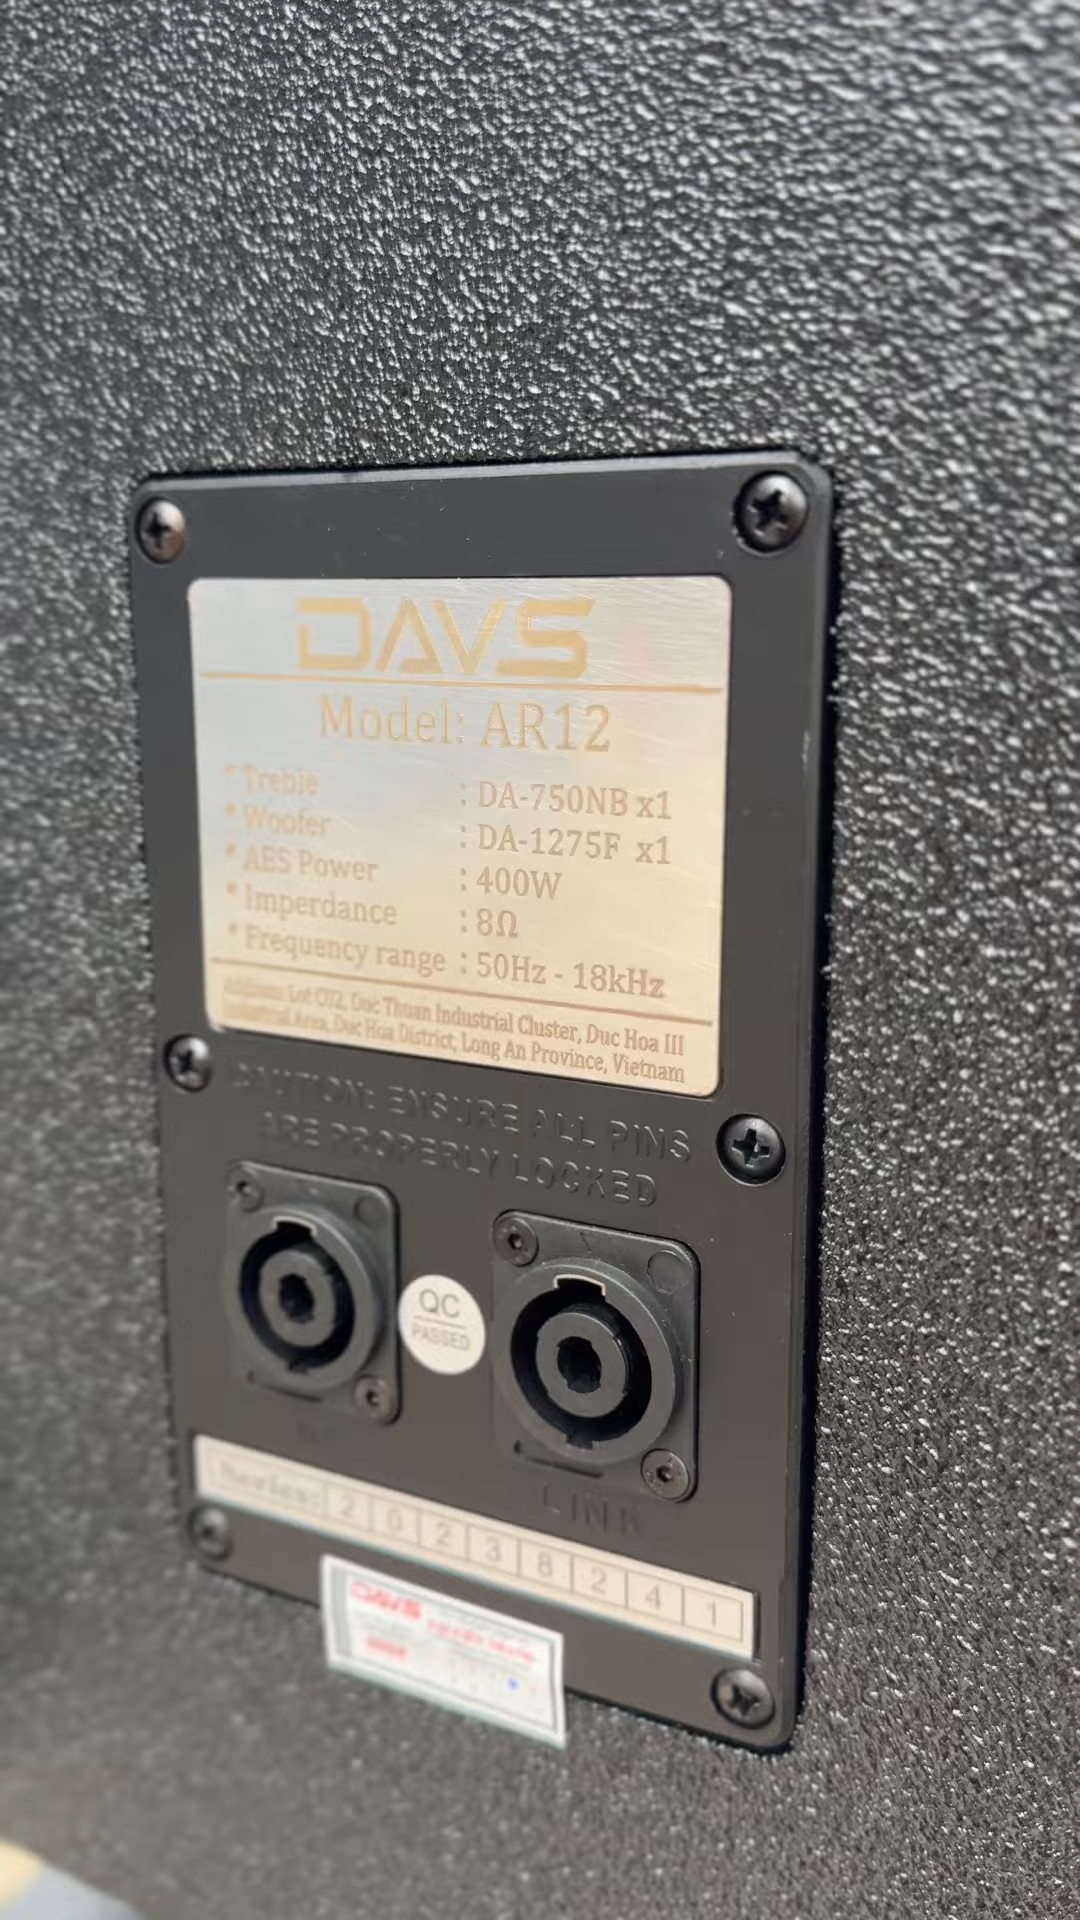 DAVS
Model: AR12
* Treble : DA-750NB x1
* Woofer : DA-1275F x1
* AES Power : 400W
* Imperdance : 8Ω
* Frequency range : 50Hz - 18kHz
Address: Lot C02, Duc Thuan Industrial Cluster, Duc Hoa III
Industrial Area, Duc Hoa District, Long An Province, Vietnam
CAUTION: ENSURE ALL PINS
ARE PROPERLY LOCKED
QC
PASSED
LINK
Series: 2 0 2 3 8 2 4 1
DAVS